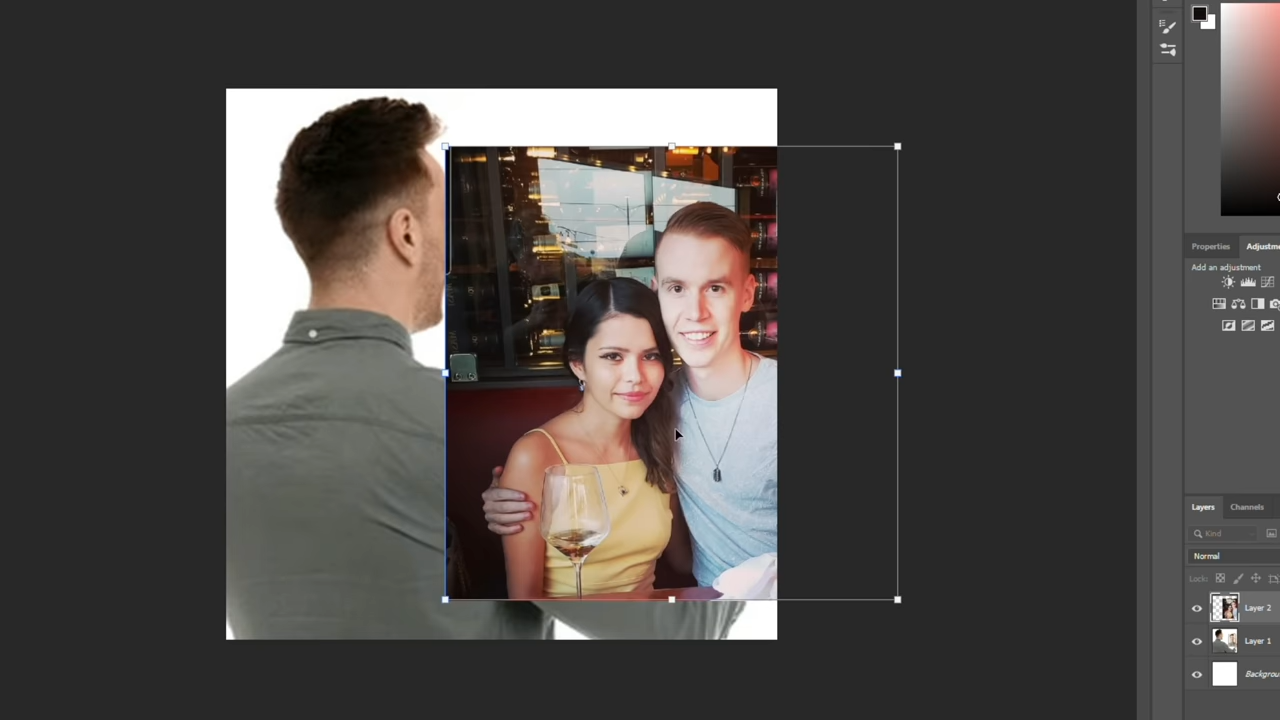 Properties
Adjustme
Add an adjustment
Layers
Channels
Kind
Normal
Lock:
Layer 2
Layer 1
Backgrou